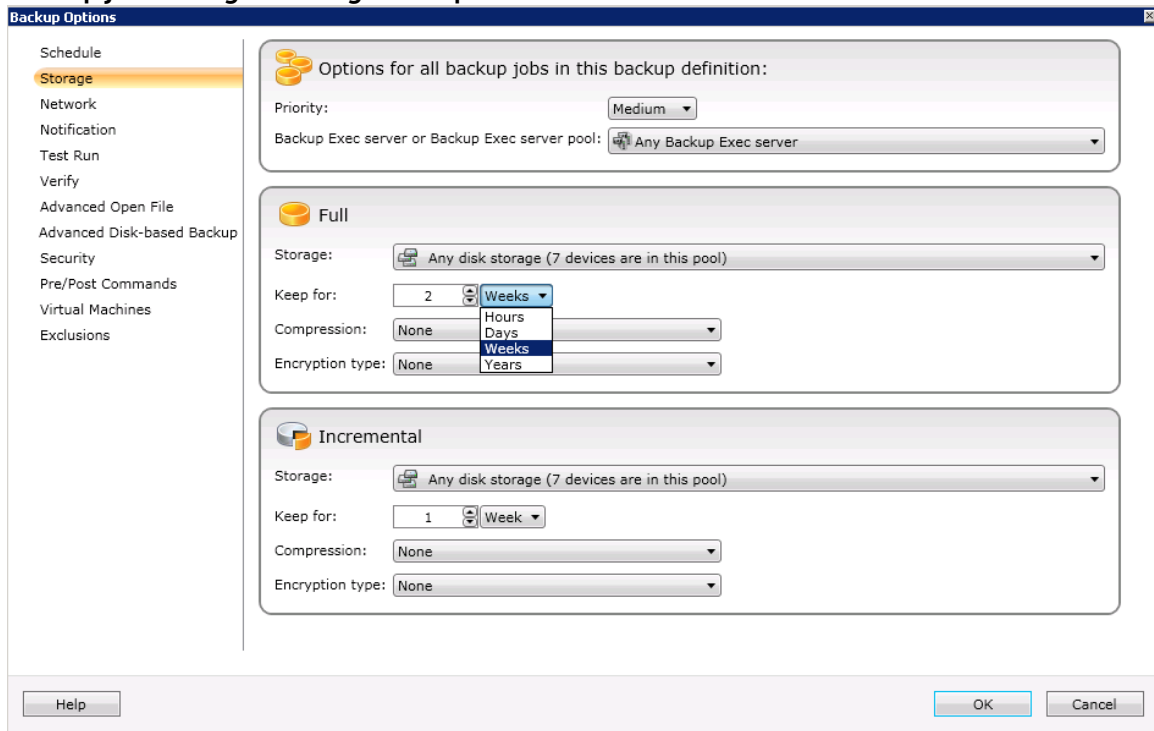 Backup Options
Schedule
Storage
Network
Notification
Test Run
Verify
Advanced Open File
Advanced Disk-based Backup
Security
Pre/Post Commands
Virtual Machines
Exclusions
Options for all backup jobs in this backup definition:
Priority: Medium
Backup Exec server or Backup Exec server pool: Any Backup Exec server
Full
Storage: Any disk storage (7 devices are in this pool)
Keep for: 2 Weeks
Hours
Days
Weeks
Years
Compression: None
Encryption type: None
Incremental
Storage: Any disk storage (7 devices are in this pool)
Keep for: 1 Week
Compression: None
Encryption type: None
Help
OK Cancel